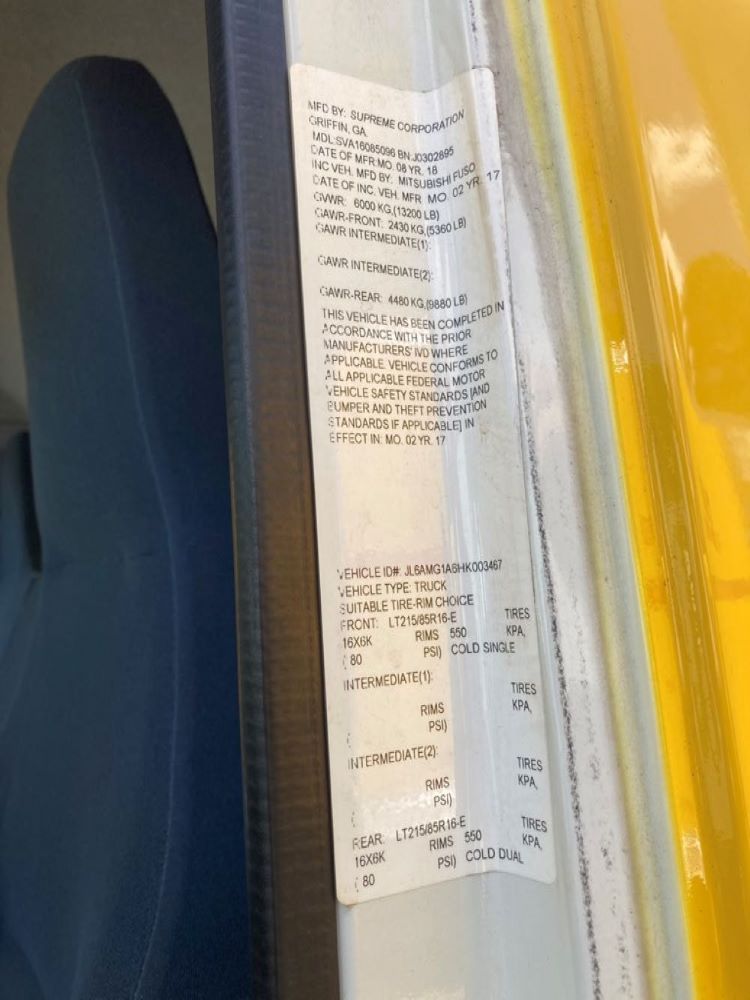 MFD BY: SUPREME CORPORATION
GRIFFIN, GA
MDL:SVA16085096 BN:J0302895
DATE OF MFR MO. 08 YR. 18
INC VEH. MFD BY: MITSUBISHI FUSO
DATE OF INC. VEH. MFR MO. 02 YR. 17
GVWR: 6000 KG,(13200 LB)
GAWR-FRONT: 2430 KG,(5360 LB)
GAWR INTERMEDIATE(1):
GAWR INTERMEDIATE(2):
GAWR-REAR: 4480 KG,(9880 LB)
THIS VEHICLE HAS BEEN COMPLETED IN
ACCORDANCE WITH THE PRIOR
MANUFACTURERS' IVD WHERE
APPLICABLE. VEHICLE CONFORMS TO
ALL APPLICABLE FEDERAL MOTOR
VEHICLE SAFETY STANDARDS [AND
BUMPER AND THEFT PREVENTION
STANDARDS IF APPLICABLE] IN
EFFECT IN: MO. 02 YR. 17
VEHICLE ID#: JL6AMG1A6HK003467
VEHICLE TYPE: TRUCK
SUITABLE TIRE-RIM CHOICE
FRONT: LT215/85R16-E TIRES
16X6K RIMS 550 KPA,
( 80 PSI) COLD SINGLE
INTERMEDIATE(1): TIRES
RIMS KPA,
( PSI)
INTERMEDIATE(2): TIRES
RIMS KPA,
( PSI)
REAR: LT215/85R16-E TIRES
16X6K RIMS 550 KPA,
( 80 PSI) COLD DUAL